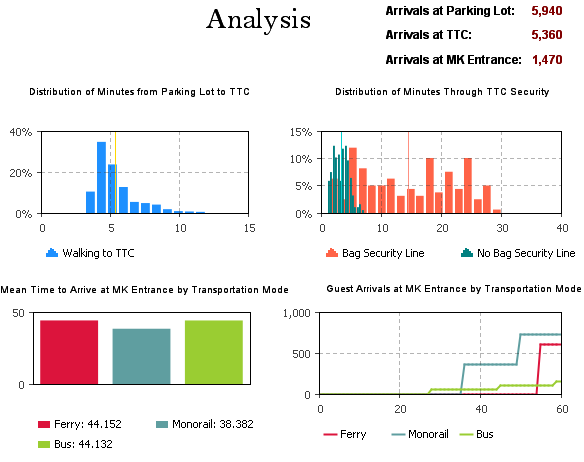 Analysis
Arrivals at Parking Lot: 5,940
Arrivals at TTC: 5,360
Arrivals at MK Entrance: 1,470
Distribution of Minutes from Parking Lot to TTC
40%
20%
0%
0 5 10 15
Walking to TTC
Distribution of Minutes Through TTC Security
15%
10%
5%
0%
0 10 20 30 40
Bag Security Line No Bag Security Line
Mean Time to Arrive at MK Entrance by Transportation Mode
50
0
Ferry: 44.152 Monorail: 38.382
Bus: 44.132
Guest Arrivals at MK Entrance by Transportation Mode
1,000
500
0
0 20 40 60
Ferry Monorail Bus